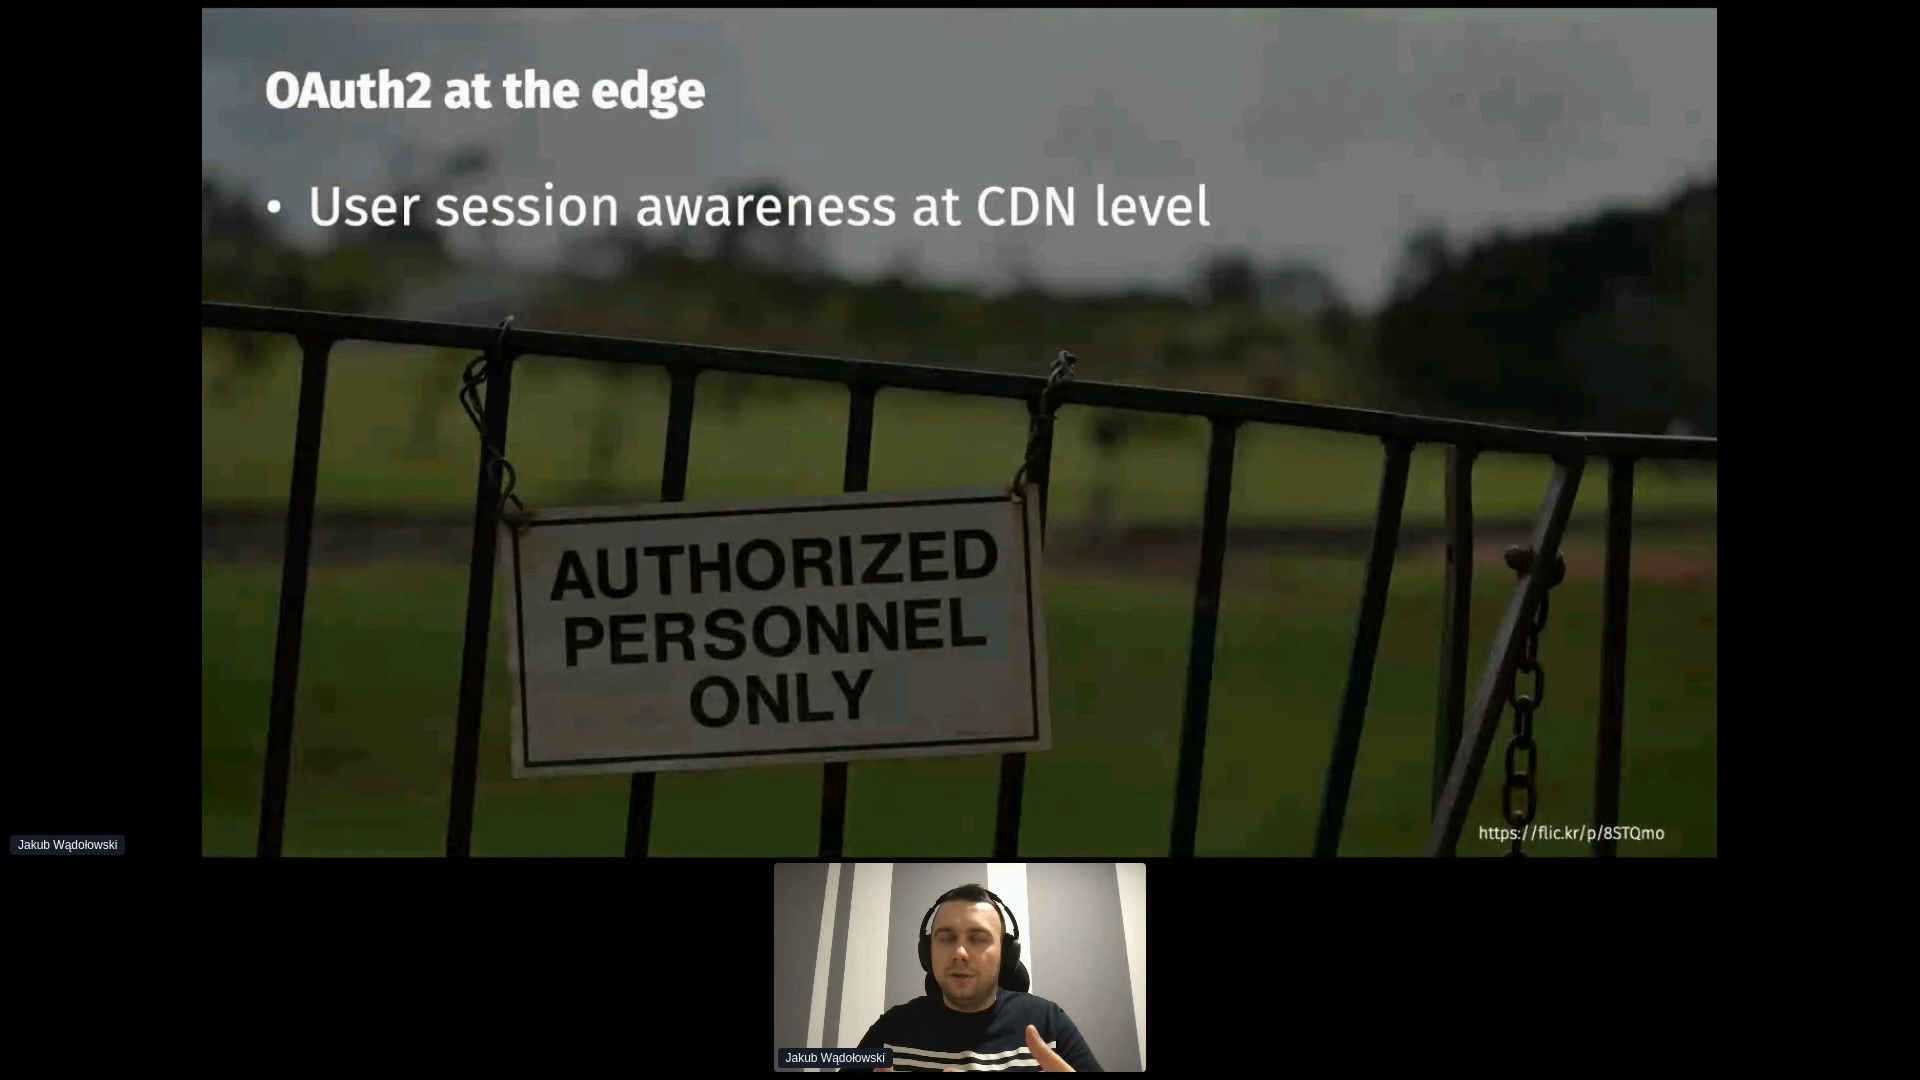 OAuth2 at the edge
• User session awareness at CDN level
AUTHORIZED
PERSONNEL
ONLY
https://flic.kr/p/8STQmo
Jakub Wądołowski
Jakub Wądołowski